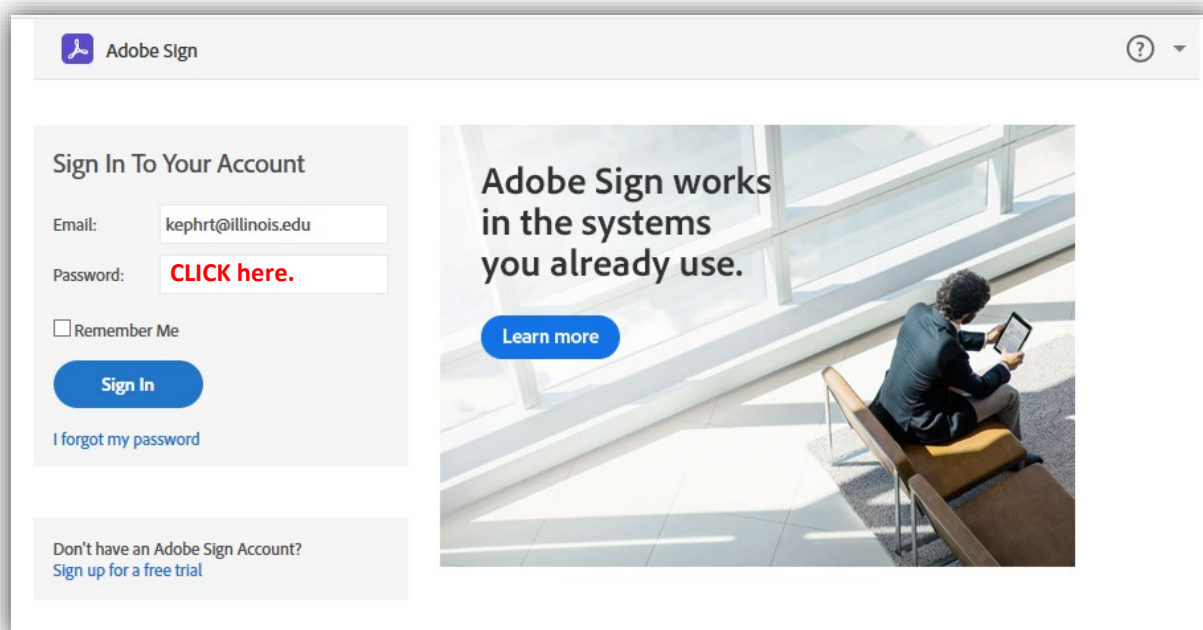 Adobe Sign
?
Sign In To Your Account
Email: kephrt@illinois.edu
Password: CLICK here.
Remember Me
Sign In
I forgot my password
Don't have an Adobe Sign Account?
Sign up for a free trial
Adobe Sign works
in the systems
you already use.
Learn more